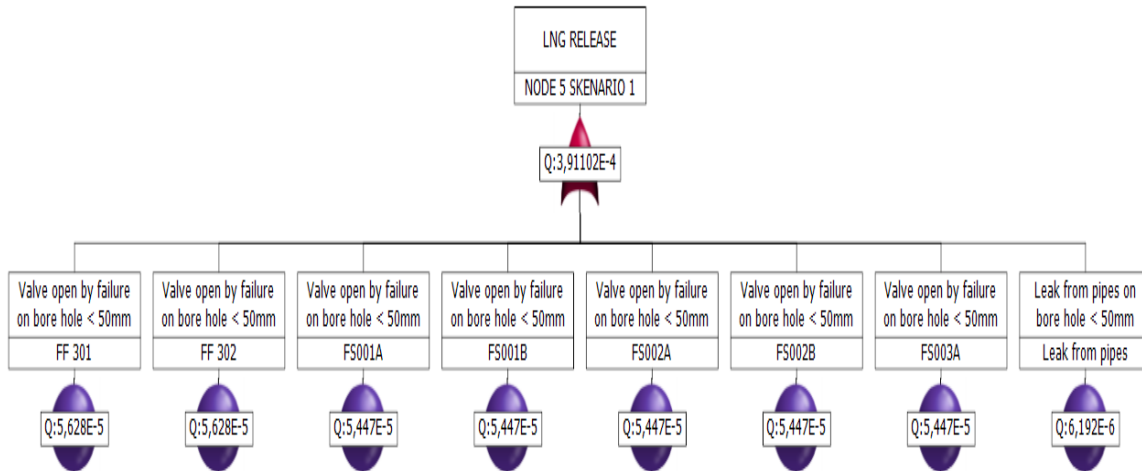 LNG RELEASE
NODE 5 SKENARIO 1
Q:3,91102E-4
Valve open by failure
on bore hole < 50mm
FF 301
Q:5,628E-5
Valve open by failure
on bore hole < 50mm
FF 302
Q:5,628E-5
Valve open by failure
on bore hole < 50mm
FS001A
Q:5,447E-5
Valve open by failure
on bore hole < 50mm
FS001B
Q:5,447E-5
Valve open by failure
on bore hole < 50mm
FS002A
Q:5,447E-5
Valve open by failure
on bore hole < 50mm
FS002B
Q:5,447E-5
Valve open by failure
on bore hole < 50mm
FS003A
Q:5,447E-5
Leak from pipes on
bore hole < 50mm
Leak from pipes
Q:6,192E-6